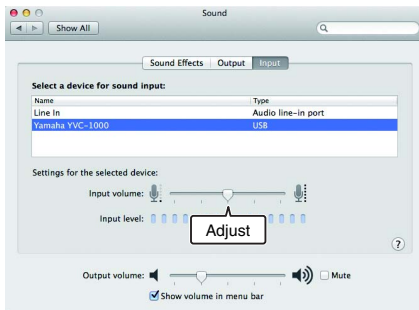 Sound
Show All
Sound Effects Output Input
Select a device for sound input:
Name Type
Line In Audio line-in port
Yamaha YVC-1000 USB
Settings for the selected device:
Input volume:
Input level:
Adjust
?
Output volume: Mute
Show volume in menu bar